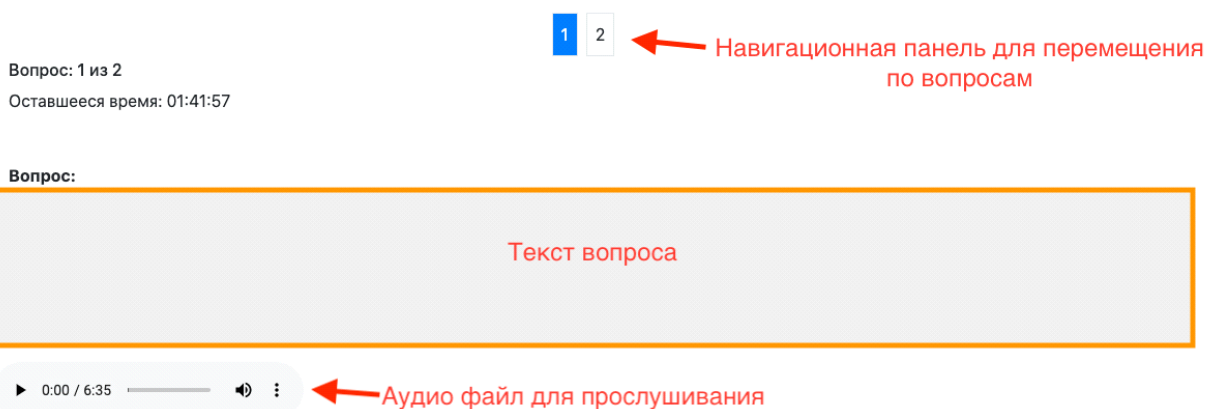 1 2
Навигационная панель для перемещения
по вопросам
Вопрос: 1 из 2
Оставшееся время: 01:41:57
Вопрос:
Текст вопроса
0:00 / 6:35
Аудио файл для прослушивания